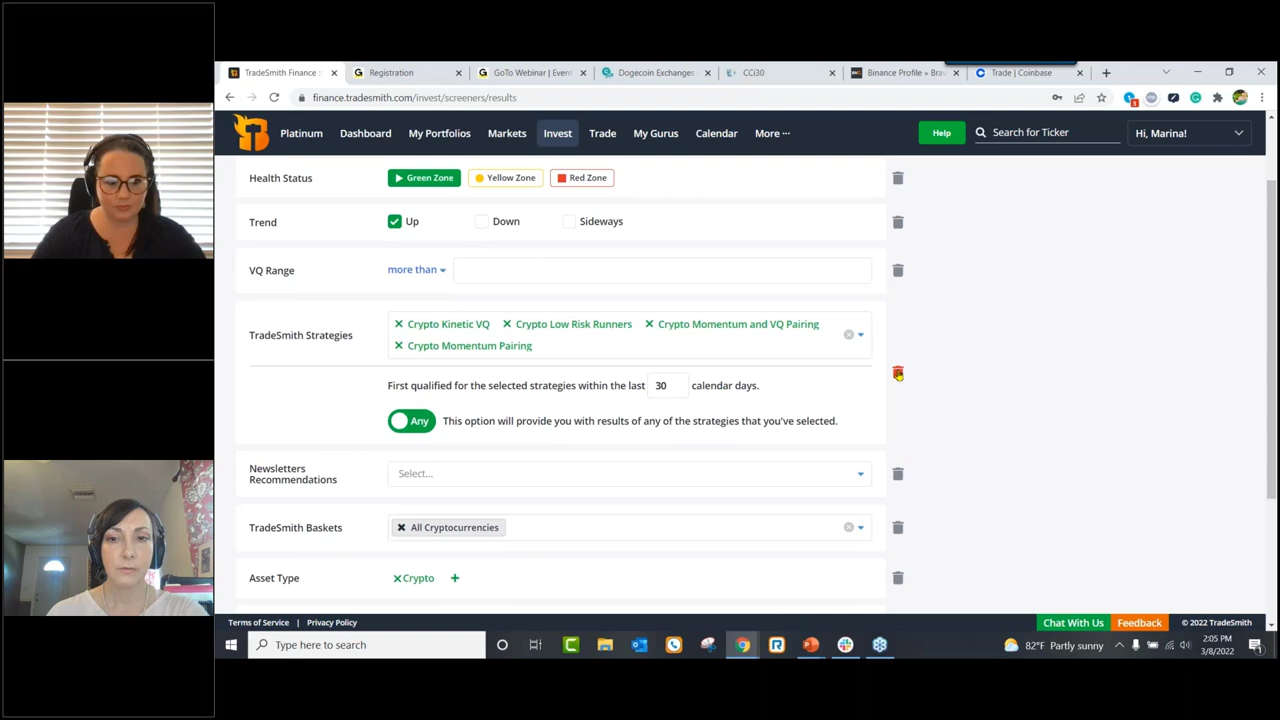 TradeSmith Finance ::
Registration
GoTo Webinar | Event
Dogecoin Exchanges
CCi30
Binance Profile » Brav
Trade | Coinbase
finance.tradesmith.com/invest/screeners/results
3
Platinum
Dashboard
My Portfolios
Markets
Invest
Trade
My Gurus
Calendar
More ···
Help
Search for Ticker
Hi, Marina!
Health Status
Green Zone
Yellow Zone
Red Zone
Trend
Up
Down
Sideways
VQ Range
more than
TradeSmith Strategies
Crypto Kinetic VQ
Crypto Low Risk Runners
Crypto Momentum and VQ Pairing
Crypto Momentum Pairing
First qualified for the selected strategies within the last 30 calendar days.
Any
This option will provide you with results of any of the strategies that you've selected.
Newsletters
Recommendations
Select...
TradeSmith Baskets
All Cryptocurrencies
Asset Type
Crypto
Terms of Service | Privacy Policy
Chat With Us
Feedback
© 2022 TradeSmith
Type here to search
82°F Partly sunny
2:05 PM
3/8/2022
1